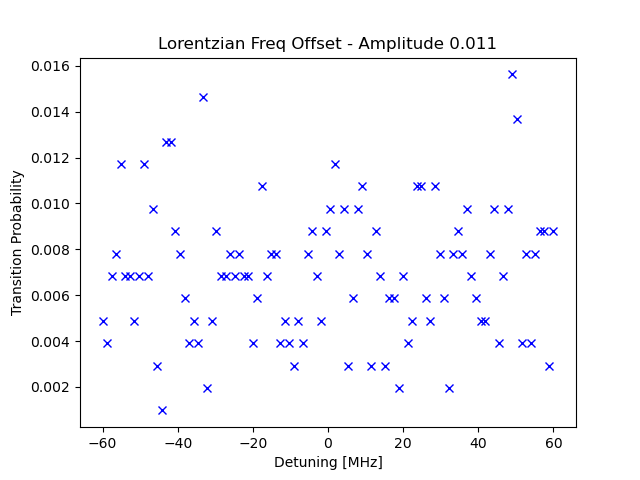 Lorentzian Freq Offset - Amplitude 0.011
Transition Probability
0.016
0.014
0.012
0.010
0.008
0.006
0.004
0.002
−60 −40 −20 0 20 40 60
Detuning [MHz]